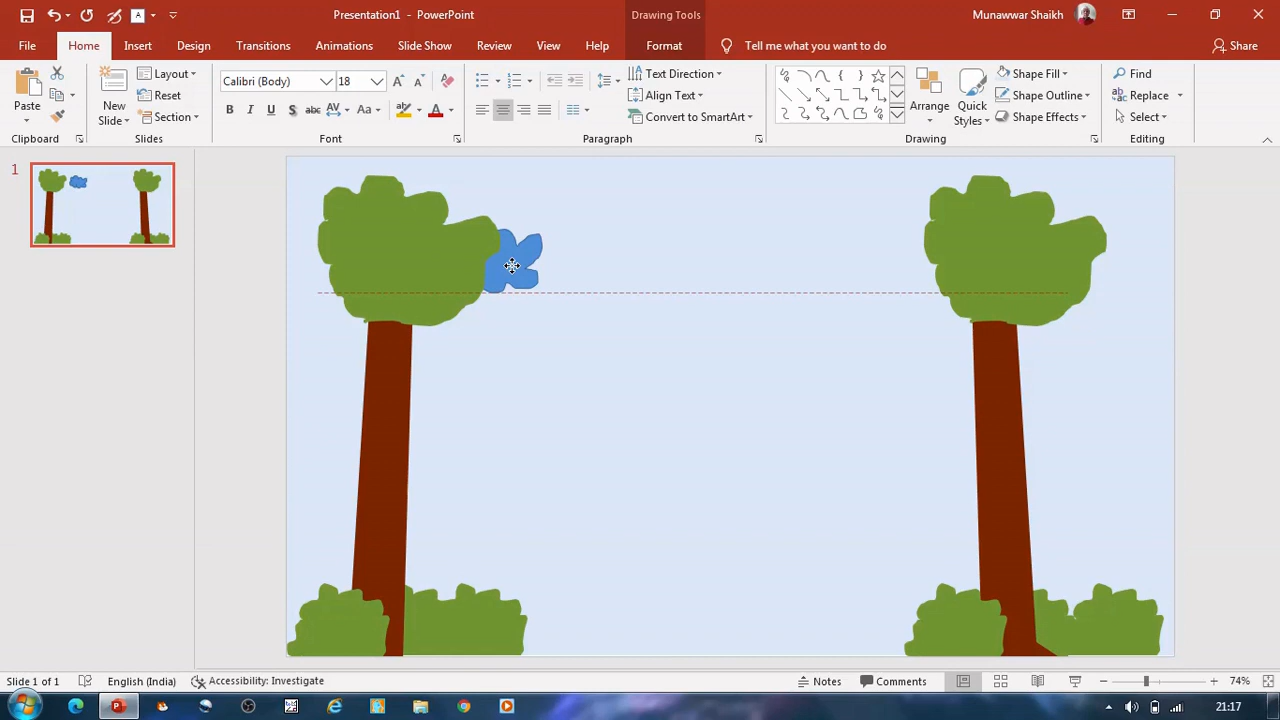 Presentation1 - PowerPoint
Drawing Tools
Munawwar Shaikh
File Home Insert Design Transitions Animations Slide Show Review View Help Format Tell me what you want to do Share
Paste
New Slide
Layout
Reset
Section
Calibri (Body) 18
B I U S abc AV Aa A
Text Direction
Align Text
Convert to SmartArt
Arrange
Quick Styles
Shape Fill
Shape Outline
Shape Effects
Find
Replace
Select
Clipboard Slides Font Paragraph Drawing Editing
1
Slide 1 of 1 English (India) Accessibility: Investigate Notes Comments 74%
21:17